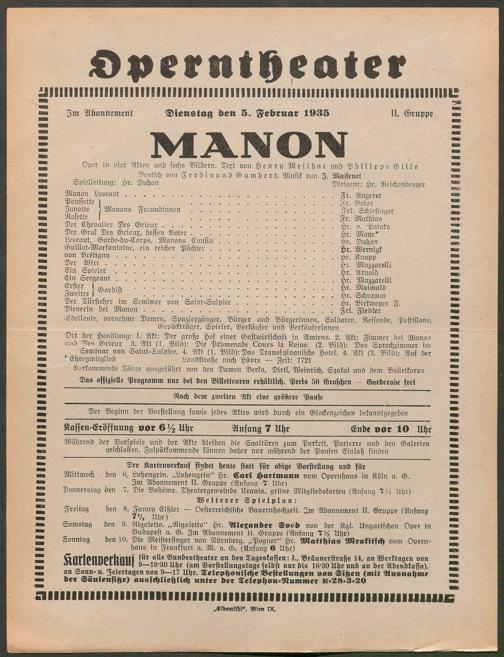 Operntheater
Im Abonnement Dienstag den 5. Februar 1935 II. Gruppe
MANON
Oper in vier Akten und sechs Bildern. Text von Henry Meilhac und Philippe Gille
Deutsch von Ferdinand Gumbert. Musik von J. Massenet
Spielleitung: Hr. Duhan Dirigent: Hr. Reichenberger
Manon Lescaut Fr. Angerer
Poussette Fr. Bokor
Javotte Manons Freundinnen Frl. Schlesinger
Rosette Fr. Mathias
Der Chevalier Des Grieux Hr. v. Pataky
Der Graf Des Grieux, dessen Vater Hr. Mayr*
Lescaut, Garde-du-Corps, Manons Cousin Hr. Duhan
Guillot-Morfontaine, ein reicher Pächter Hr. Wernigk
von Bretigny Hr. Knapp
Der Wirt Hr. Muzzarelli
Ein Spieler Hr. Arnold
Ein Sergeant Hr. Muzzarelli
Erster Gardist Hr. Maiwald
Zweiter Hr. Schramm
Der Türsteher im Seminar von Saint-Sulpice Hr. Birkmeyer F.
Dienerin bei Manon Frl. Fiedler
Edelleute, vornehme Damen, Spaziergänger, Bürger und Bürgerinnen, Soldaten, Reisende, Postillone,
Gepäckträger, Spieler, Verkäufer und Verkäuferinnen
Ort der Handlung: 1. Akt: Der große Hof einer Gastwirtschaft in Amiens. 2. Akt: Zimmer bei Manon
und Des Grieux 3. Akt (1. Bild): Die Promenade Cours la Reine. (2. Bild): Das Sprechzimmer im
Seminar von Saint-Sulpice. 4. Akt (1. Bild): Das Transylvanische Hotel. 4. Akt (2. Bild): Auf der
* Ehrenmitglied Landstraße nach Havre — Zeit: 1721
Vorkommende Tänze ausgeführt von den Damen Berka, Dirtl, Weinrich, Szakal und dem Balletkorps
Das offizielle Programm nur bei den Billetteuren erhältlich. Preis 50 Groschen — Garderobe frei
Nach dem zweiten Akt eine größere Pause
Der Beginn der Vorstellung sowie jedes Aktes wird durch ein Glockenzeichen bekanntgegeben
Kassen-Eröffnung vor 6½ Uhr Anfang 7 Uhr Ende vor 10 Uhr
Während der Vorspiele und der Akte bleiben die Saaltüren zum Parkett, Parterre und den Galerien
geschlossen. Zuspätkommende können daher nur während der Pausen Einlaß finden
Der Kartenverkauf findet heute statt für obige Vorstellung und für
Mittwoch den 6. Lohengrin. „Lohengrin" Hr. Carl Hartmann vom Opernhaus in Köln a. G.
Im Abonnement II. Gruppe (Anfang 7 Uhr)
Donnerstag den 7. Die Bohème. Theatergemeinde Urania, grüne Mitgliedskarten (Anfang 7½ Uhr)
Weiterer Spielplan:
Freitag den 8. Fanny Elßler — Oesterreichische Bauernhochzeit. Im Abonnement II. Gruppe (Anfang
7½ Uhr)
Samstag den 9. Rigoletto. „Rigoletto" Hr. Alexander Svéd von der Kgl. Ungarischen Oper in
Budapest a. G. Im Abonnement II. Gruppe (Anfang 7½ Uhr)
Sonntag den 10. Die Meistersinger von Nürnberg. „Pogner" Hr. Matthias Mrakitsch vom Opern-
haus in Frankfurt a. M. a. G. (Anfang 6 Uhr)
Kartenverkauf für alle Bundestheater an den Tageskassen: I., Bräunerstraße 14, an Werktagen von
9—18:30 Uhr (am Vorstellungstage selbst nur bis 16:30 Uhr und an der Abendkassa),
an Sonn- u. Feiertagen von 9—17 Uhr. Telephonische Bestellungen von Sitzen (mit Ausnahme
der Säulensitze) ausschließlich unter der Telephon-Nummer R-28-3-20
„Elbemühl", Wien IX.